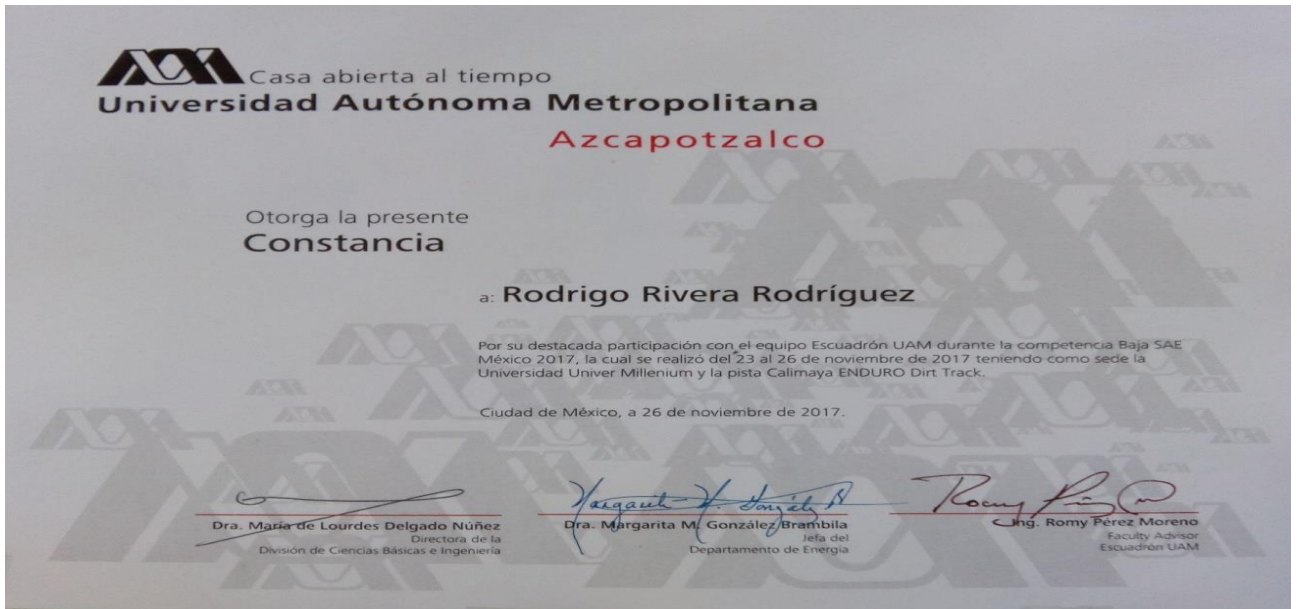 Casa abierta al tiempo
Universidad Autónoma Metropolitana
Azcapotzalco
Otorga la presente
Constancia
a: Rodrigo Rivera Rodríguez
Por su destacada participación con el equipo Escuadrón UAM durante la competencia Baja SAE
México 2017, la cual se realizó del 23 al 26 de noviembre de 2017 teniendo como sede la
Universidad Univer Millenium y la pista Calimaya ENDURO Dirt Track.
Ciudad de México, a 26 de noviembre de 2017.
Margarita M. González B
Dra. María de Lourdes Delgado Núñez
Directora de la
División de Ciencias Básicas e Ingeniería
Dra. Margarita M. González Brambila
Jefa del
Departamento de Energía
Ing. Romy Pérez Moreno
Faculty Advisor
Escuadrón UAM